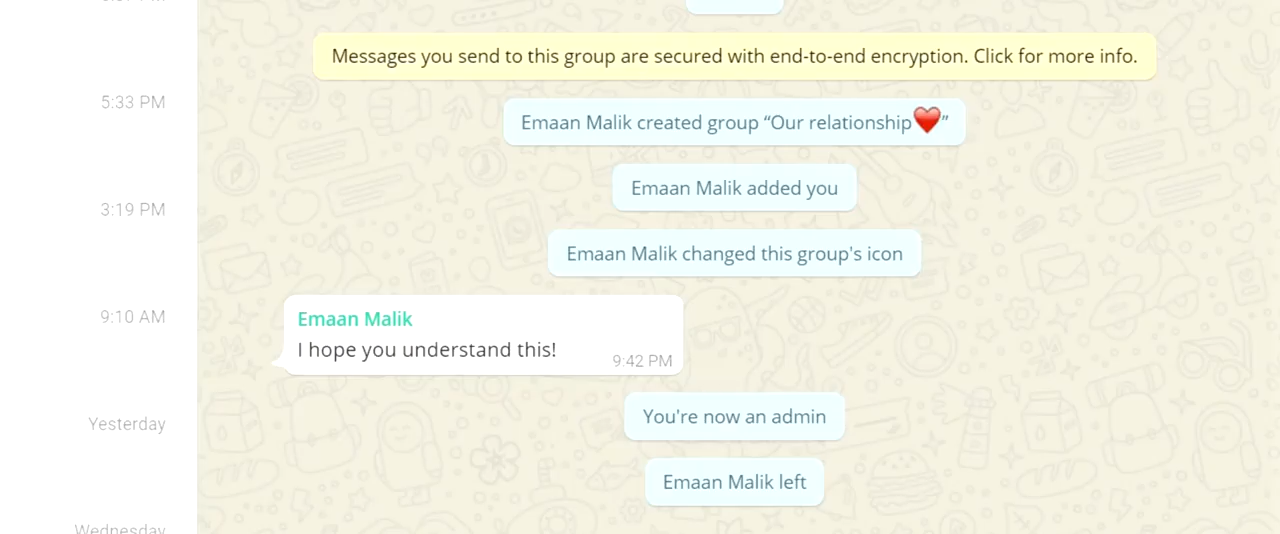 Messages you send to this group are secured with end-to-end encryption. Click for more info.
5:33 PM
Emaan Malik created group “Our relationship❤️”
Emaan Malik added you
3:19 PM
Emaan Malik changed this group's icon
9:10 AM
Emaan Malik
I hope you understand this!
9:42 PM
You're now an admin
Yesterday
Emaan Malik left
Wednesday